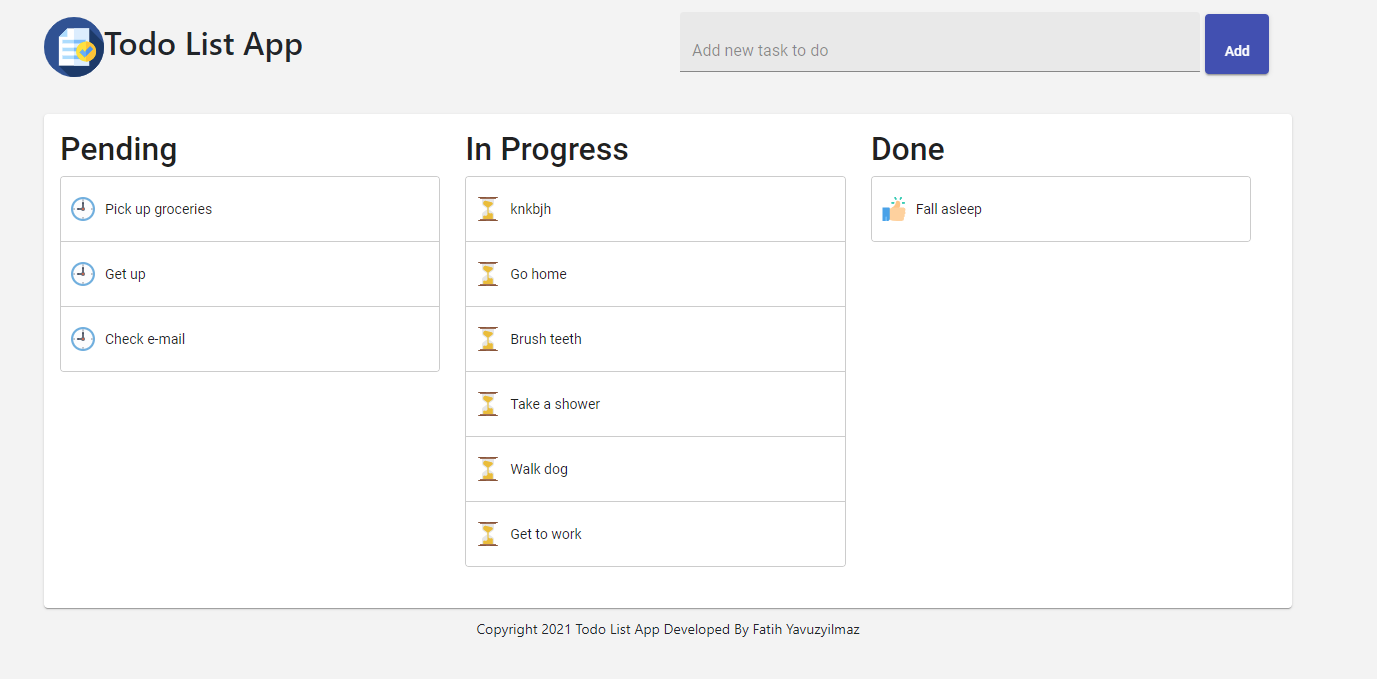 Todo List App
Add new task to do
Add
Pending
Pick up groceries
Get up
Check e-mail
In Progress
knkbjh
Go home
Brush teeth
Take a shower
Walk dog
Get to work
Done
Fall asleep
Copyright 2021 Todo List App Developed By Fatih Yavuzyilmaz